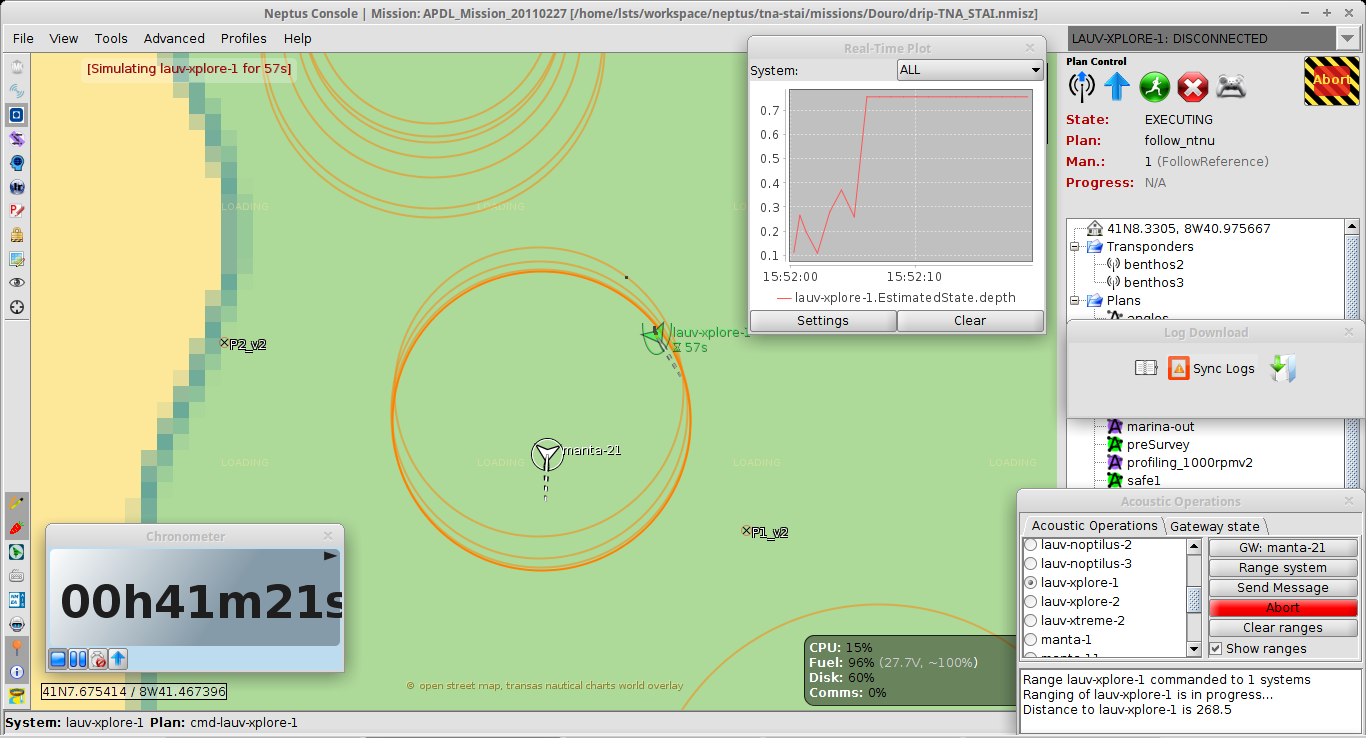 Neptus Console | Mission: APDL_Mission_20110227 [/home/lsts/workspace/neptus/tna-stai/missions/Douro/drip-TNA_STAI.nmisz]
File View Tools Advanced Profiles Help
[Simulating lauv-xplore-1 for 57s]
LOADING
LOADING
LOADING
P2_v2
lauv-xplore-1
57s
manta-21
LOADING
LOADING
LOADING
LOADING
P1_v2
Real-Time Plot
System: ALL
0.7
0.6
0.5
0.4
0.3
0.2
0.1
15:52:00 15:52:10
lauv-xplore-1.EstimatedState.depth
Settings Clear
LAUV-XPLORE-1: DISCONNECTED
Plan Control
Abort
State: EXECUTING
Plan: follow_ntnu
Man.: 1 (FollowReference)
Progress: N/A
41N8.3305, 8W40.975667
Transponders
benthos2
benthos3
Plans
angles
Log Download
Sync Logs
marina-out
preSurvey
profiling_1000rpmv2
safe1
Acoustic Operations
Acoustic Operations Gateway state
lauv-noptilus-2
lauv-noptilus-3
lauv-xplore-1
lauv-xplore-2
lauv-xtreme-2
manta-1
manta-11
GW: manta-21
Range system
Send Message
Abort
Clear ranges
Show ranges
Range lauv-xplore-1 commanded to 1 systems
Ranging of lauv-xplore-1 is in progress...
Distance to lauv-xplore-1 is 268.5
Chronometer
00h41m21s
41N7.675414 / 8W41.467396
© open street map, transas nautical charts world overlay
CPU: 15%
Fuel: 96% (27.7V, ~100%)
Disk: 60%
Comms: 0%
System: lauv-xplore-1 Plan: cmd-lauv-xplore-1